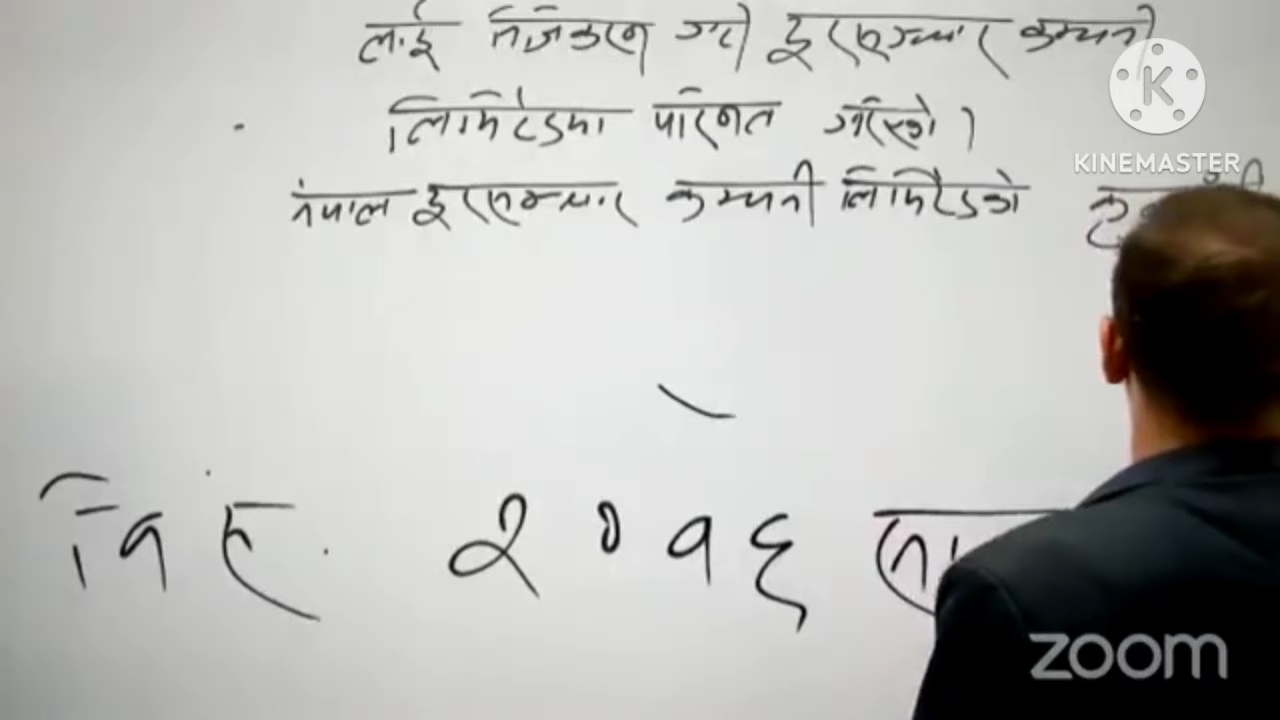 लाई निजिकरण गरी इन्स्योरेन्स कम्पनी
लिमिटेडमा परिणत गरियो ।
नेपाल इन्स्योरेन्स कम्पनी लिमिटेडको
वि.सं. २०१६
KINEMASTER
zoom